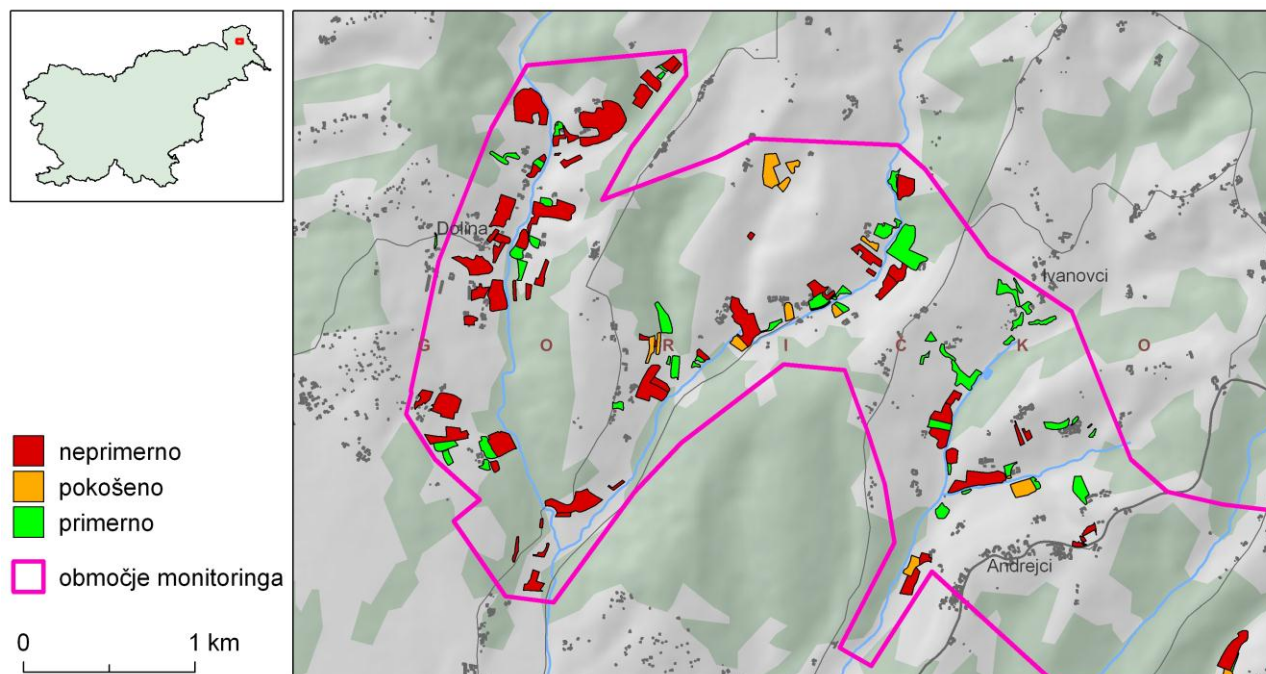 Dolina
Ivanovci
G O R I Č K O
Andrejci
neprimerno
pokošeno
primerno
območje monitoringa
0 1 km